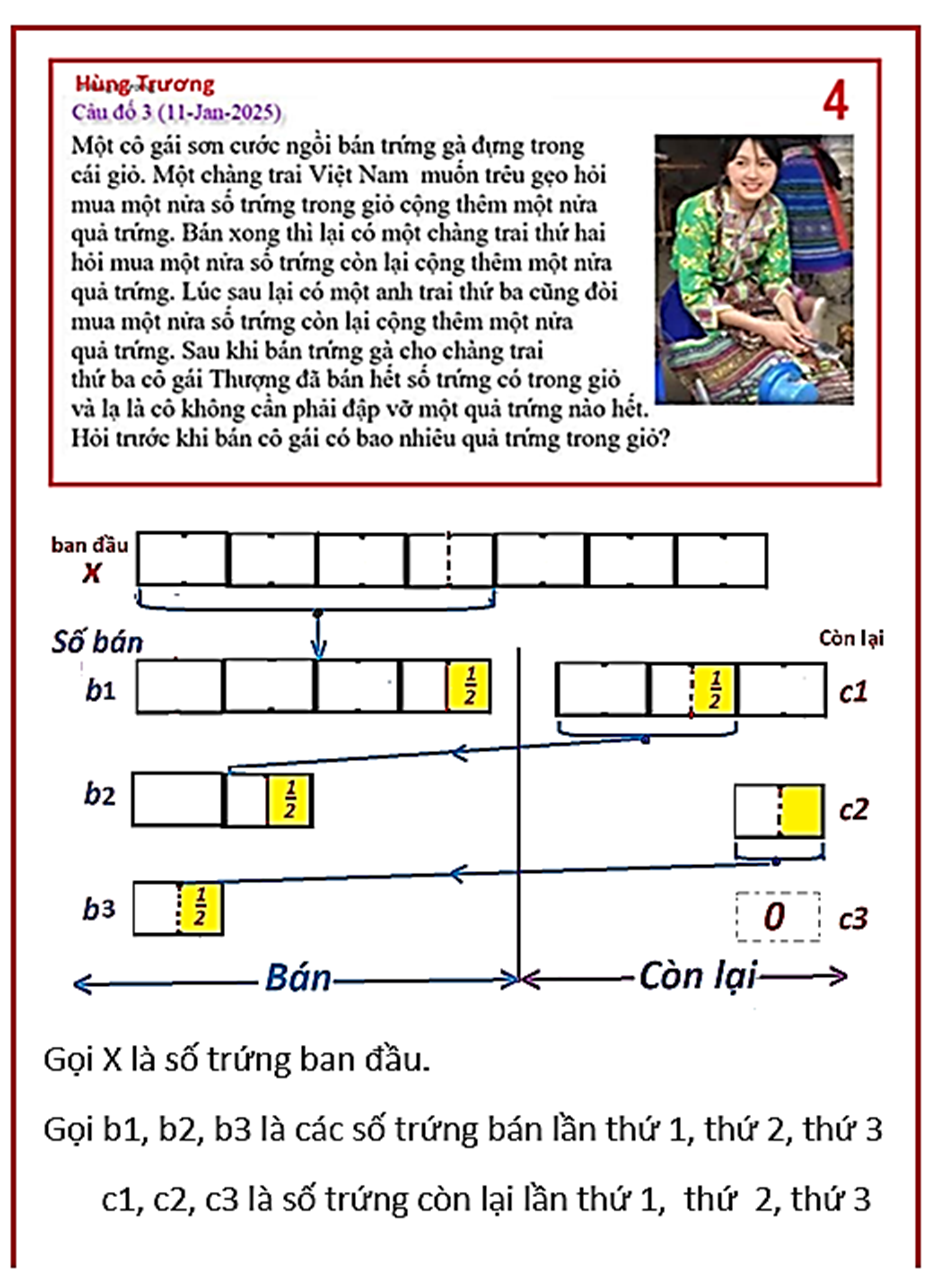 Hùng Trương
4
Câu đố 3 (11-Jan-2025)
Một cô gái sơn cước ngồi bán trứng gà đựng trong
cái giỏ. Một chàng trai Việt Nam muốn trêu gẹo hỏi
mua một nửa số trứng trong giỏ cộng thêm một nửa
quả trứng. Bán xong thì lại có một chàng trai thứ hai
hỏi mua một nửa số trứng còn lại cộng thêm một nửa
quả trứng. Lúc sau lại có một anh trai thứ ba cũng đòi
mua một nửa số trứng còn lại cộng thêm một nửa
quả trứng. Sau khi bán trứng gà cho chàng trai
thứ ba cô gái Thượng đã bán hết số trứng có trong giỏ
và lạ là cô không cần phải đập vỡ một quả trứng nào hết.
Hỏi trước khi bán cô gái có bao nhiêu quả trứng trong giỏ?
ban đầu
X
Số bán
Còn lại
b1 1/2 1/2 c1
b2 1/2 c2
b3 1/2 0 c3
Bán Còn lại
Gọi X là số trứng ban đầu.
Gọi b1, b2, b3 là các số trứng bán lần thứ 1, thứ 2, thứ 3
c1, c2, c3 là số trứng còn lại lần thứ 1, thứ 2, thứ 3